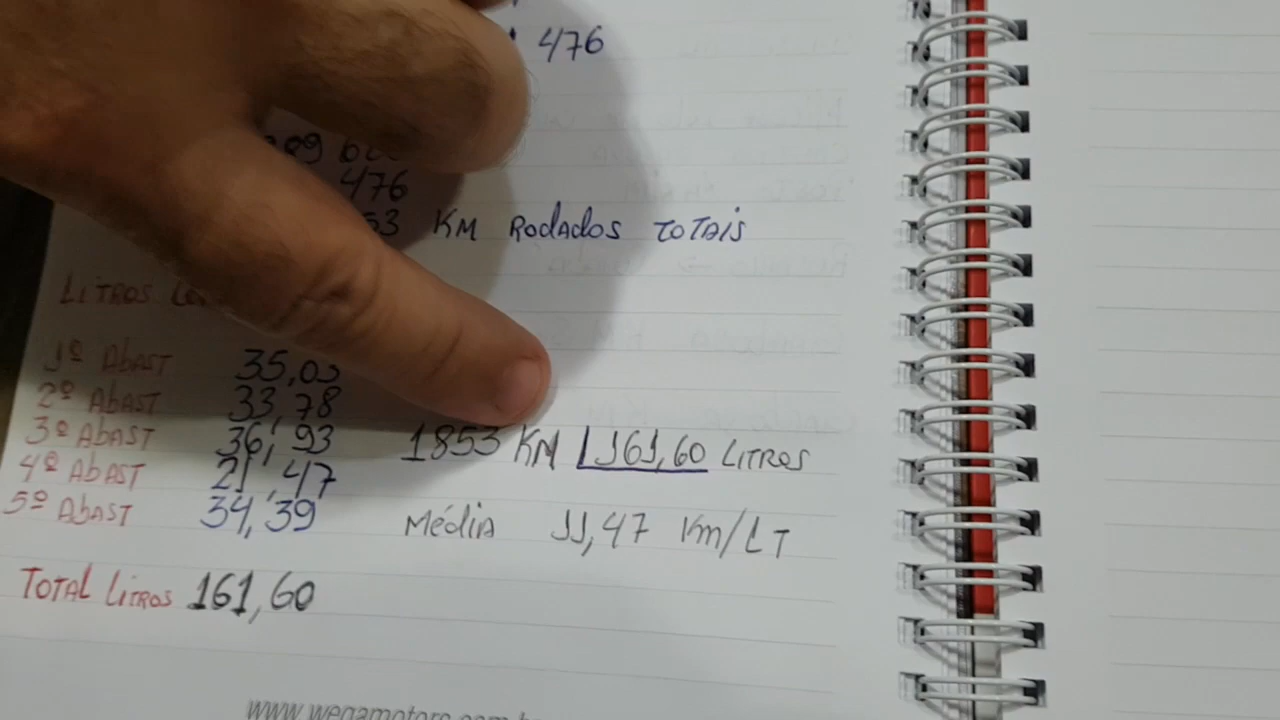 476
476
53 KM RODADOS TOTAIS
LITROS
1º AbAST 35,03
2º AbAST 33,78
3º AbAST 36,93 1853 KM 161,60 LITROS
4º AbAST 21,47
5º AbAST 34,39 Média 11,47 Km/LT
TOTAL LITROS 161,60